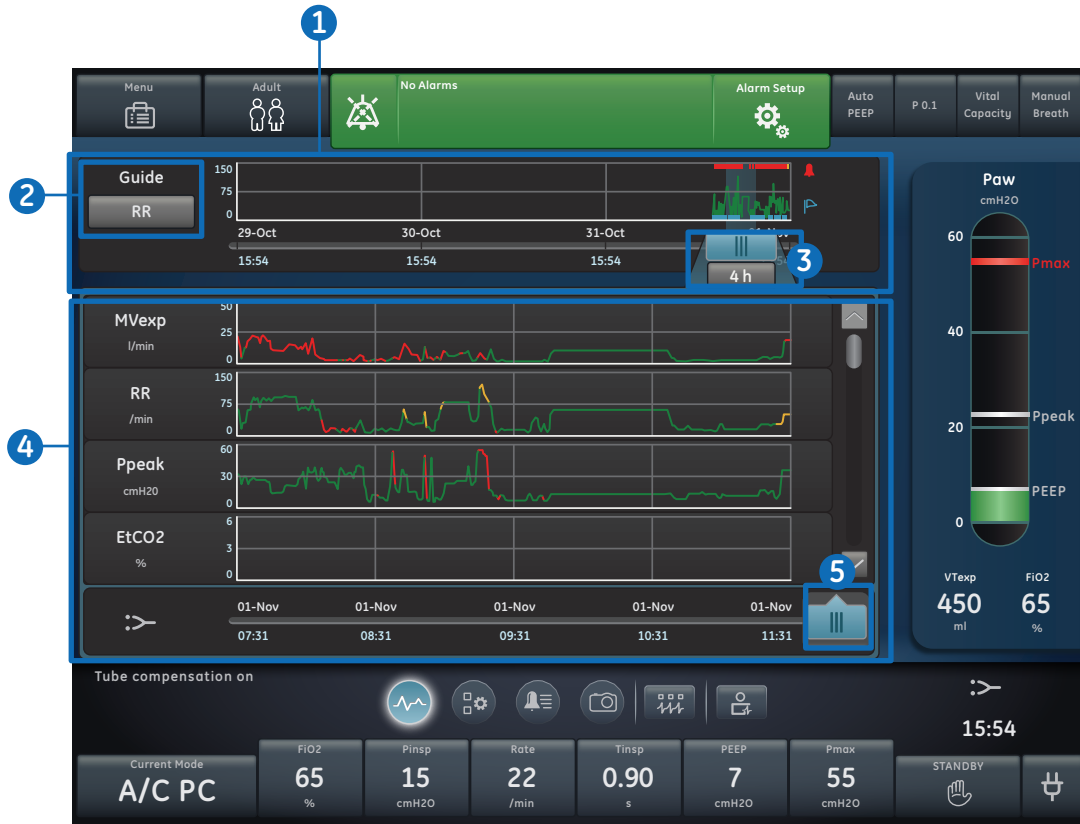 1
Menu
Adult
No Alarms
Alarm Setup
Auto PEEP
P 0.1
Vital Capacity
Manual Breath
2
Guide
RR
150
75
0
29-Oct
30-Oct
31-Oct
15:54
15:54
15:54
4 h
3
4
MVexp
l/min
50
25
0
RR
/min
150
75
0
Ppeak
cmH20
60
30
0
EtCO2
%
6
3
0
01-Nov
01-Nov
01-Nov
01-Nov
01-Nov
07:31
08:31
09:31
10:31
11:31
5
Paw
cmH2O
60
40
20
0
Pmax
Ppeak
PEEP
VTexp
450
ml
FiO2
65
%
Tube compensation on
15:54
Current Mode
A/C PC
FiO2
65
%
Pinsp
15
cmH2O
Rate
22
/min
Tinsp
0.90
s
PEEP
7
cmH2O
Pmax
55
cmH2O
STANDBY